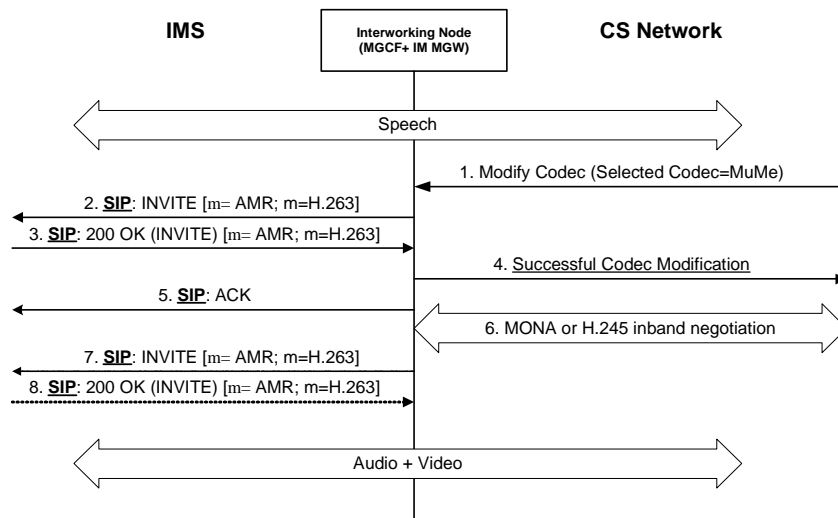 IMS
Interworking Node
(MGCF+ IM MGW)
CS Network
Speech
1. Modify Codec (Selected Codec=MuMe)
2. SIP: INVITE [m= AMR; m=H.263]
3. SIP: 200 OK (INVITE) [m= AMR; m=H.263]
4. Successful Codec Modification
5. SIP: ACK
6. MONA or H.245 inband negotiation
7. SIP: INVITE [m= AMR; m=H.263]
8. SIP: 200 OK (INVITE) [m= AMR; m=H.263]
Audio + Video